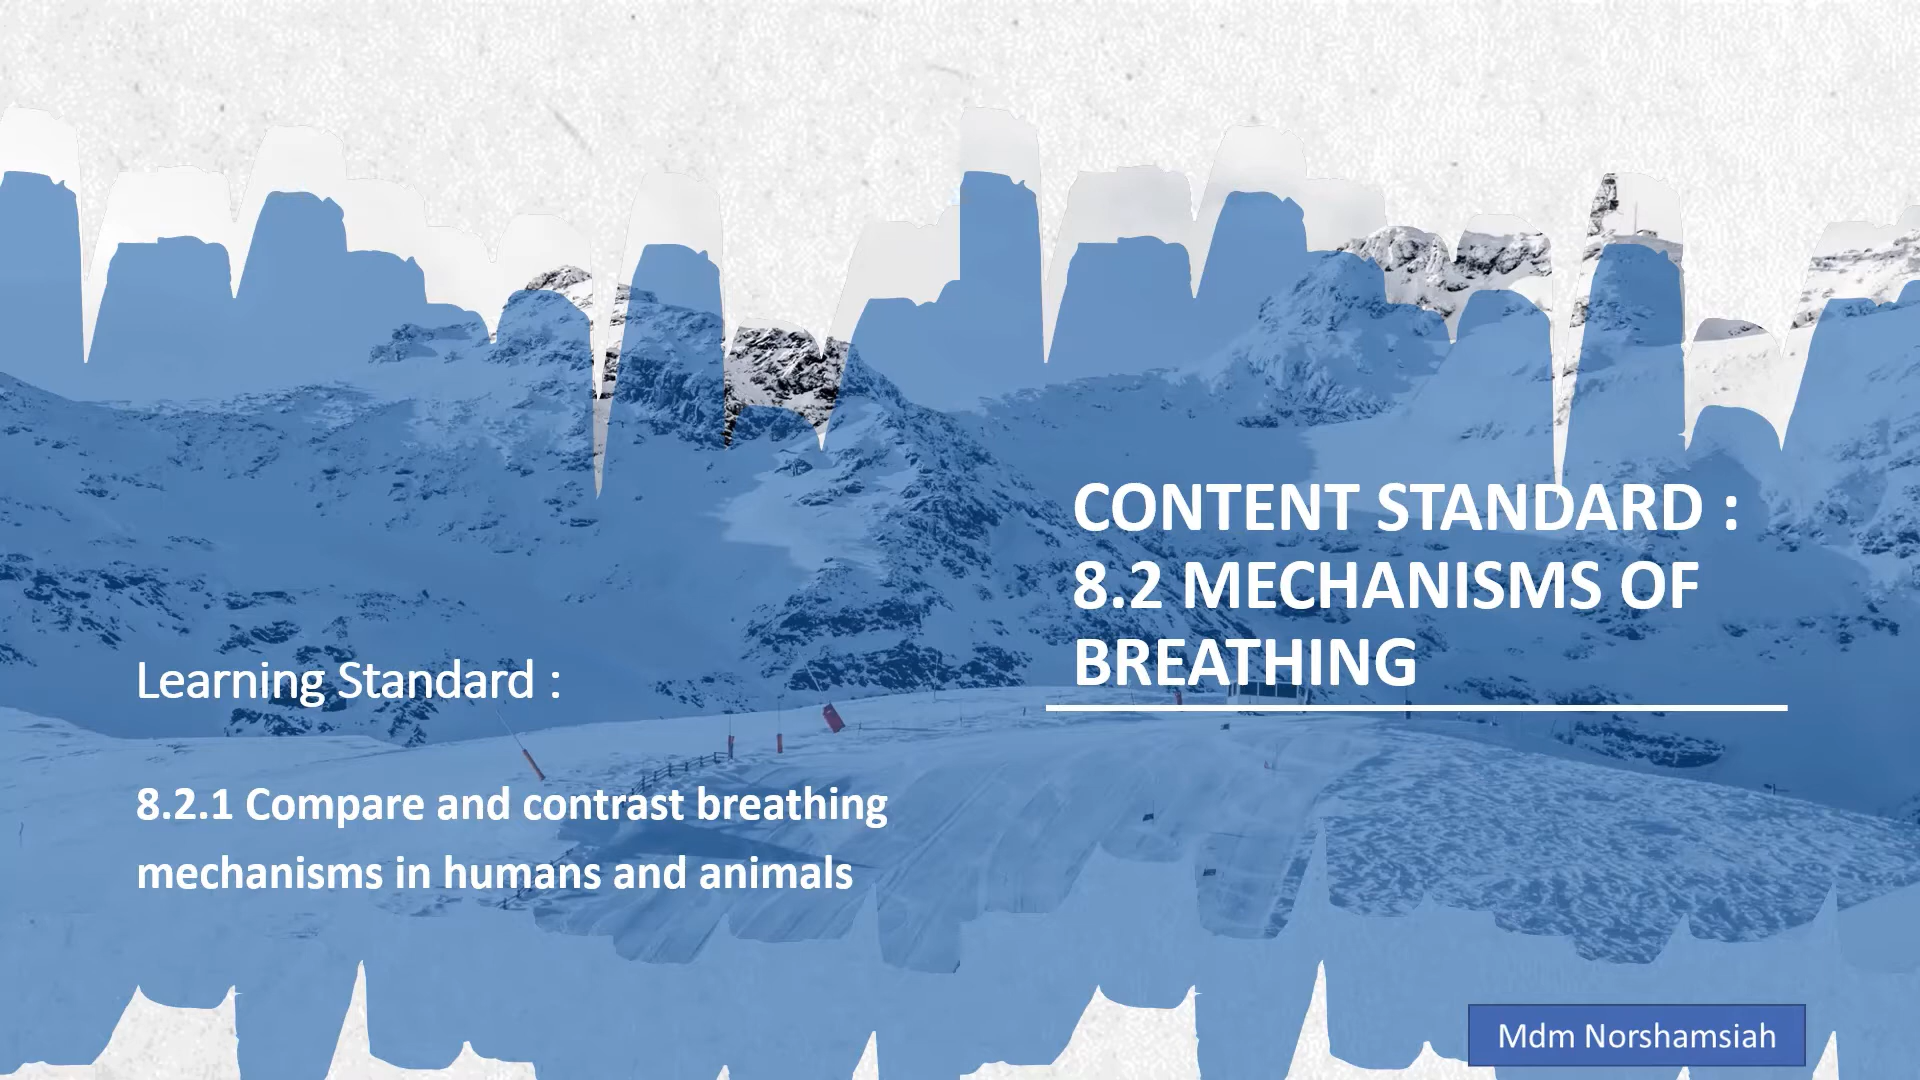 CONTENT STANDARD :
8.2 MECHANISMS OF
BREATHING
Learning Standard :
8.2.1 Compare and contrast breathing
mechanisms in humans and animals
Mdm Norshamsiah